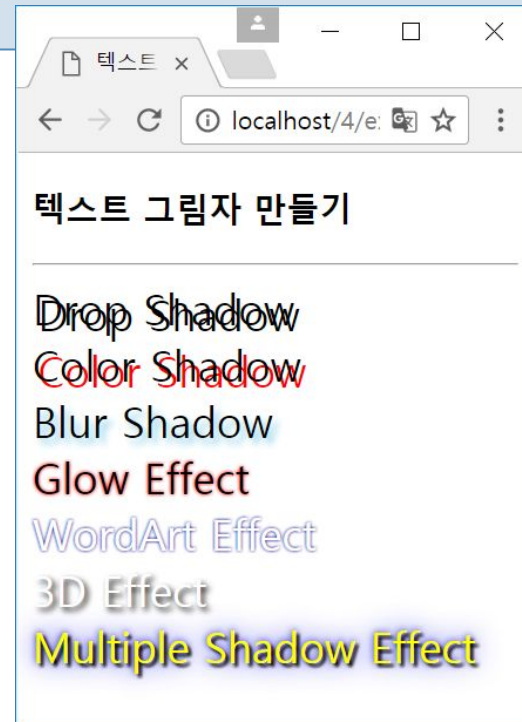 텍스트
localhost/4/e
텍스트 그림자 만들기
Drop Shadow
Color Shadow
Blur Shadow
Glow Effect
WordArt Effect
3D Effect
Multiple Shadow Effect